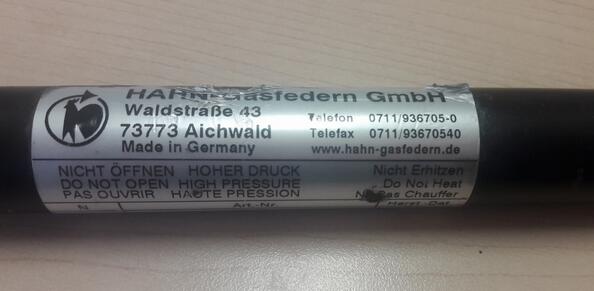 HAHN-Gasfedern GmbH
Waldstraße 43
73773 Aichwald
Made in Germany
Telefon 0711/936705-0
Telefax 0711/93670540
www.hahn-gasfedern.de
NICHT ÖFFNEN HOHER DRUCK Nicht Erhitzen
DO NOT OPEN HIGH PRESSURE Do Not Heat
PAS OUVRIR HAUTE PRESSION Pas Chauffer
N Art.-Nr. Herst.-Dat.